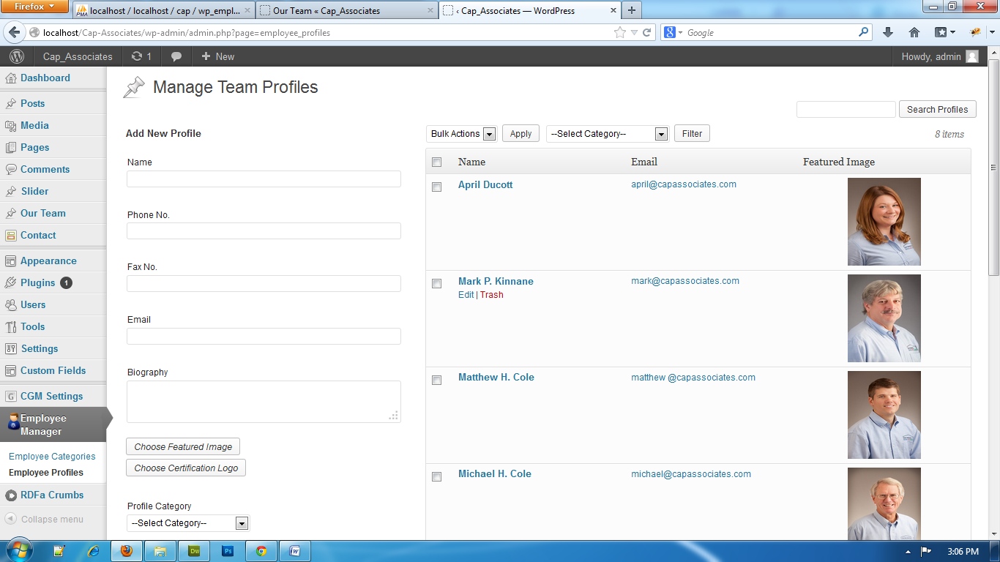 Firefox
localhost / localhost / cap / wp_empl...
Our Team « Cap_Associates
‹ Cap_Associates — WordPress
localhost/Cap-Associates/wp-admin/admin.php?page=employee_profiles
Google
Cap_Associates
1
New
Howdy, admin
Dashboard
Posts
Media
Pages
Comments
Slider
Our Team
Contact
Appearance
Plugins 1
Users
Tools
Settings
Custom Fields
CGM Settings
Employee
Manager
Employee Categories
Employee Profiles
RDFa Crumbs
Collapse menu
Manage Team Profiles
Search Profiles
Add New Profile
Name
Phone No.
Fax No.
Email
Biography
Choose Featured Image
Choose Certification Logo
Profile Category
--Select Category--
Bulk Actions Apply --Select Category-- Filter 8 items
Name Email Featured Image
April Ducott april@capassociates.com
Mark P. Kinnane mark@capassociates.com
Edit | Trash
Matthew H. Cole matthew @capassociates.com
Michael H. Cole michael@capassociates.com
Dw
Ps
3:06 PM